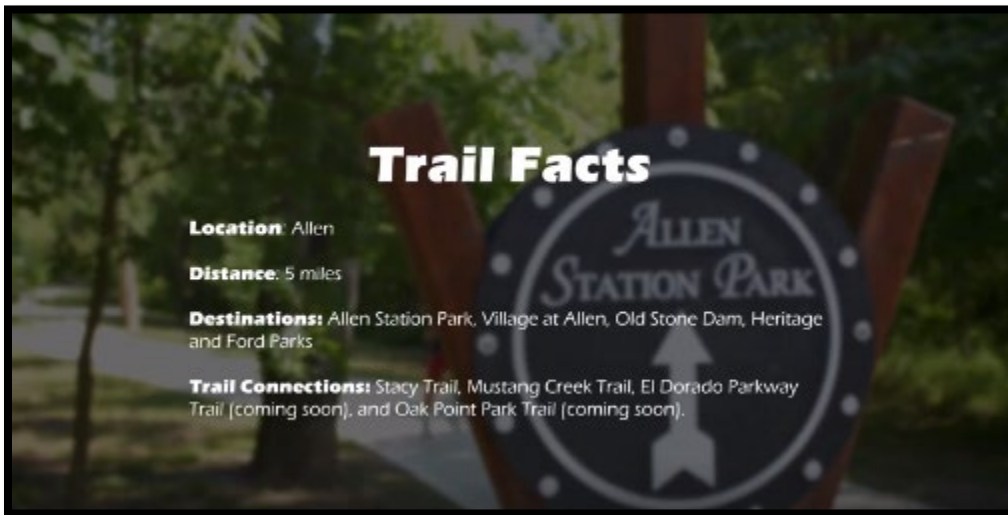 Trail Facts
Location: Allen
Distance: 5 miles
Destinations: Allen Station Park, Village at Allen, Old Stone Dam, Heritage
and Ford Parks
Trail Connections: Stacy Trail, Mustang Creek Trail, El Dorado Parkway
Trail (coming soon), and Oak Point Park Trail (coming soon).
ALLEN
STATION PARK